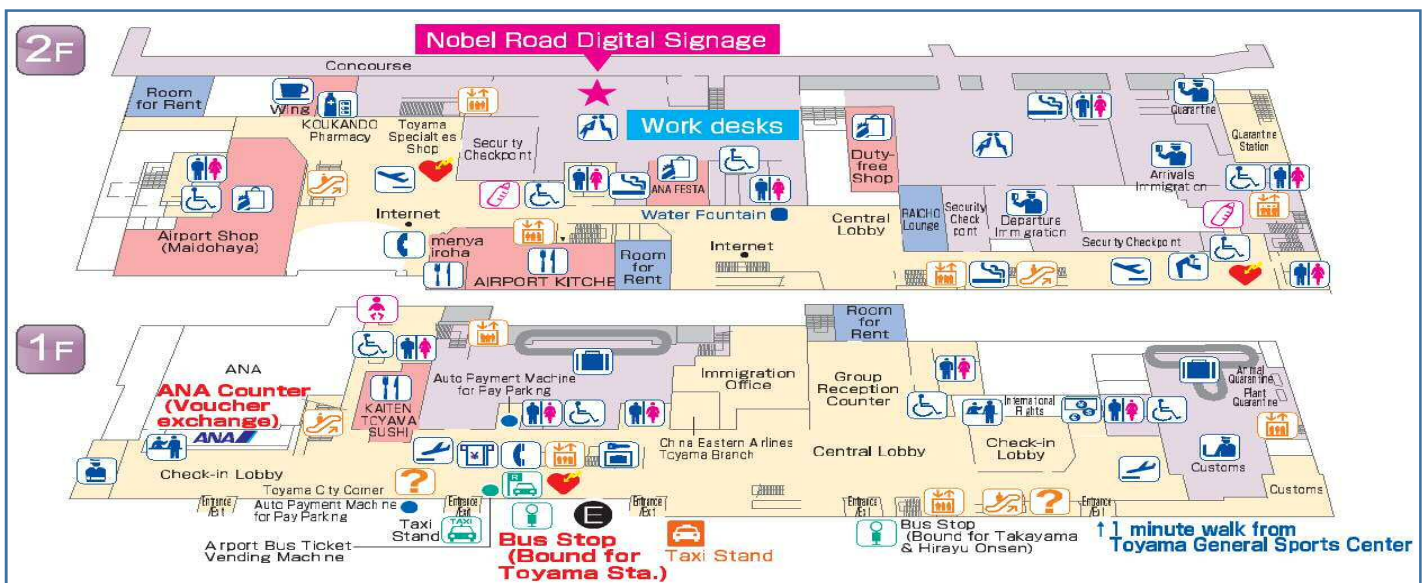 2F
Nobel Road Digital Signage
Concourse
Room
for Rent
Wing
KOUKANDO
Pharmacy
Toyama
Specialties
Shop
Security
Checkpoint
Work desks
ANA FESTA
Duty-
free
Shop
Quarantine
Quarantine
Station
Arrivals
Immigration
Airport Shop
(Maidohaya)
Internet
menya
iroha
AIRPORT KITCHE
Room
for
Rent
Water Fountain
Internet
Central
Lobby
RAICHO
Lounge
Security
Check
point
Departure
Immigration
Security Checkpoint
1F
ANA
ANA Counter
(Voucher
exchange)
ANA
Check-in Lobby
KAITEN
TOYAMA
SUSHI
Auto Payment Machine
for Pay Parking
Immigration
Office
China Eastern Airlines
Toyama Branch
Room
for
Rent
Group
Reception
Counter
Central Lobby
International
Flights
Check-in
Lobby
Animal
Quarantine
Plant
Quarantine
Customs
Customs
Toyama City Corner
?
¥
R
Entrance
/Exit
Auto Payment Machine
for Pay Parking
Taxi
Stand
TAXI
Entrance
/Exit
Airport Bus Ticket
Vending Machine
E
Bus Stop
(Bound for
Toyama Sta.)
Entrance
/Exit
Taxi Stand
Entrance
/Exit
Bus Stop
(Bound for Takayama
& Hirayu Onsen)
?
Entrance
/Exit
↑1 minute walk from
Toyama General Sports Center